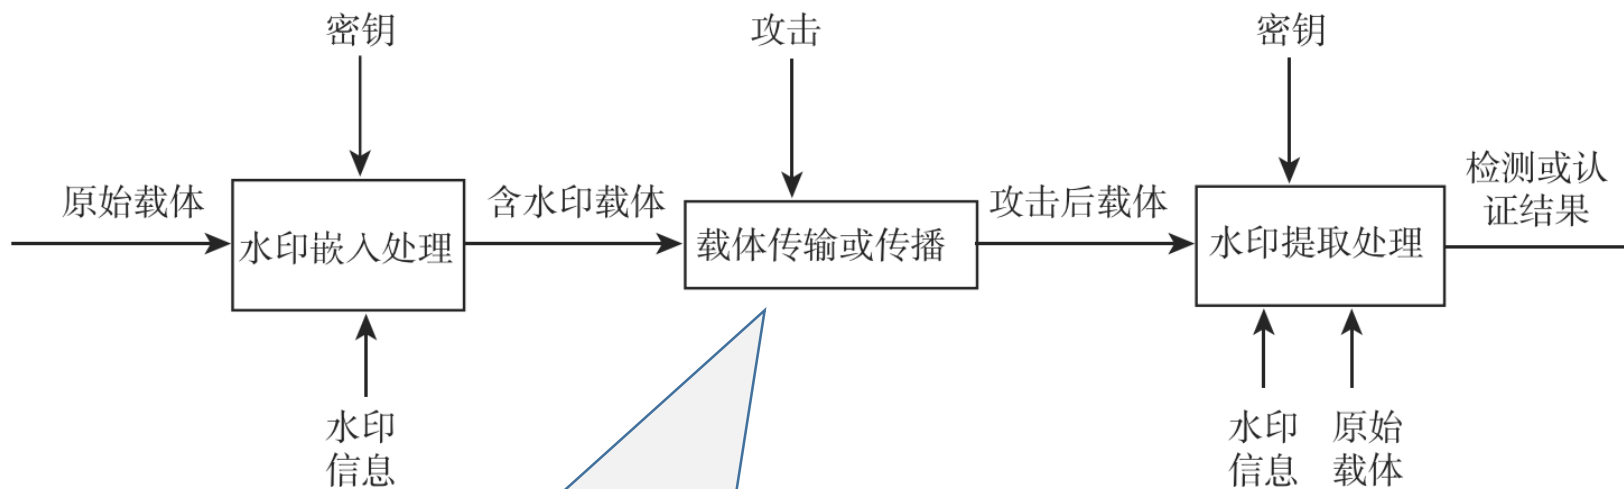 密钥
攻击
密钥
原始载体
水印嵌入处理
含水印载体
载体传输或传播
攻击后载体
水印提取处理
检测或认
证结果
水印
信息
水印
信息
原始
载体